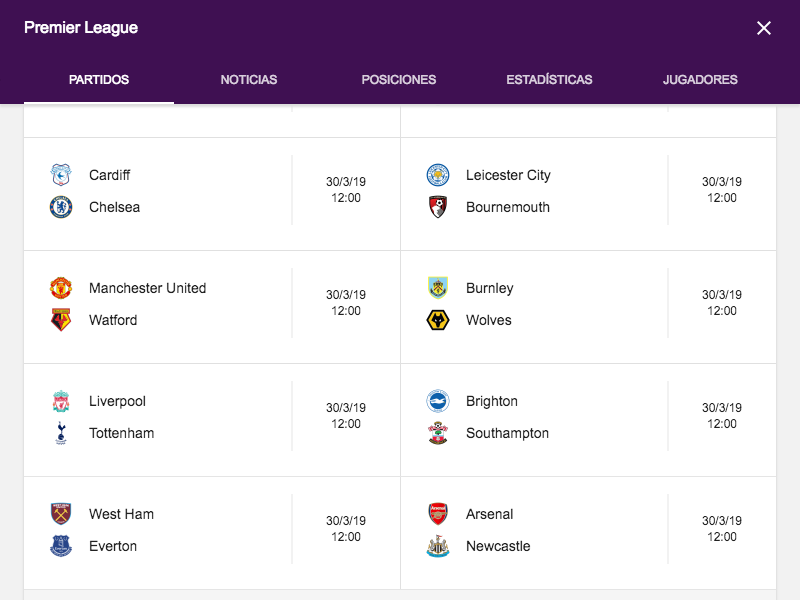 Premier League
PARTIDOS NOTICIAS POSICIONES ESTADÍSTICAS JUGADORES
Cardiff
Chelsea
30/3/19
12:00
Leicester City
Bournemouth
30/3/19
12:00
Manchester United
Watford
30/3/19
12:00
Burnley
Wolves
30/3/19
12:00
Liverpool
Tottenham
30/3/19
12:00
Brighton
Southampton
30/3/19
12:00
West Ham
Everton
30/3/19
12:00
Arsenal
Newcastle
30/3/19
12:00